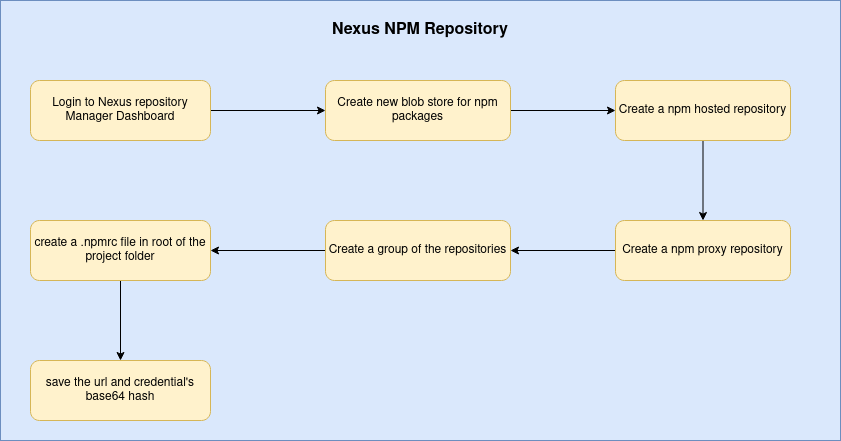 Nexus NPM Repository
Login to Nexus repository
Manager Dashboard
Create new blob store for npm
packages
Create a npm hosted repository
Create a npm proxy repository
Create a group of the repositories
create a .npmrc file in root of the
project folder
save the url and credential's
base64 hash